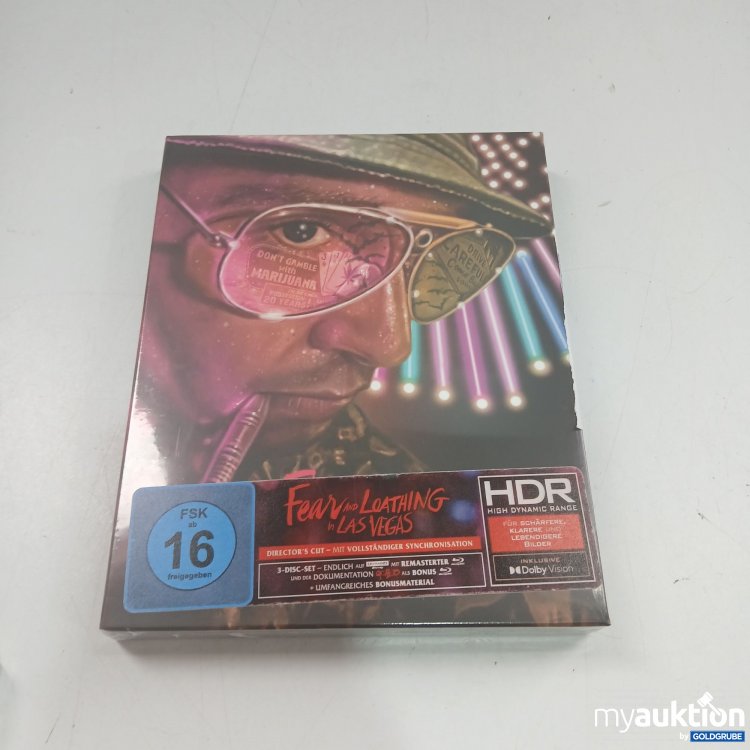 DON'T GAMBLE
WITH
MARIJUANA
20 YEARS!
DRIVE
CAREFUL
FSK
ab
16
freigegeben
Fear AND LOATHING
IN LAS VEGAS
DIRECTOR'S CUT – MIT VOLLSTÄNDIGER SYNCHRONISATION
3-DISC-SET – ENDLICH AUF MIT REMASTERTER
UND DER DOKUMENTATION ALS BONUS
+ UMFANGREICHES BONUSMATERIAL
HDR
HIGH DYNAMIC RANGE
FÜR SCHÄRFERE,
KLARERE UND
LEBENDIGERE
BILDER
INKLUSIVE
Dolby Vision
myauktion
by GOLDGRUBE